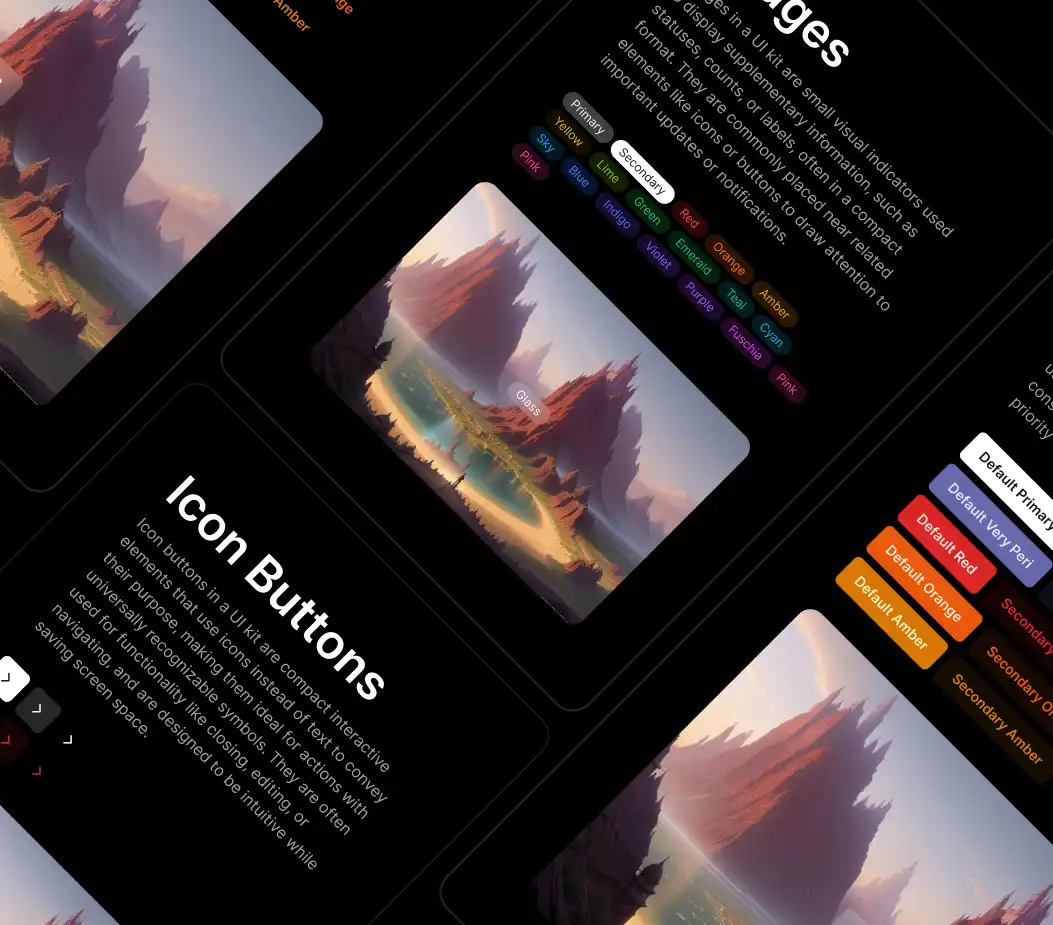 Amber
ges in a UI kit are small visual indicators used
display supplementary information, such as
statuses, counts, or labels, often in a compact
format. They are commonly placed near related
elements like icons or buttons to draw attention to
important updates or notifications.
Primary
Secondary
Red
Orange
Amber
Yellow
Lime
Green
Emerald
Teal
Cyan
Sky
Blue
Indigo
Violet
Purple
Fuschia
Pink
Pink
Glass
Icon Buttons
Icon buttons in a UI kit are compact interactive
elements that use icons instead of text to convey
their purpose, making them ideal for actions with
universally recognizable symbols. They are often
used for functionality like closing, editing, or
navigating, and are designed to be intuitive while
saving screen space.
priority
Default Primary
Default Very Peri
Default Red
Secondary
Default Orange
Secondary Or
Default Amber
Secondary Amber